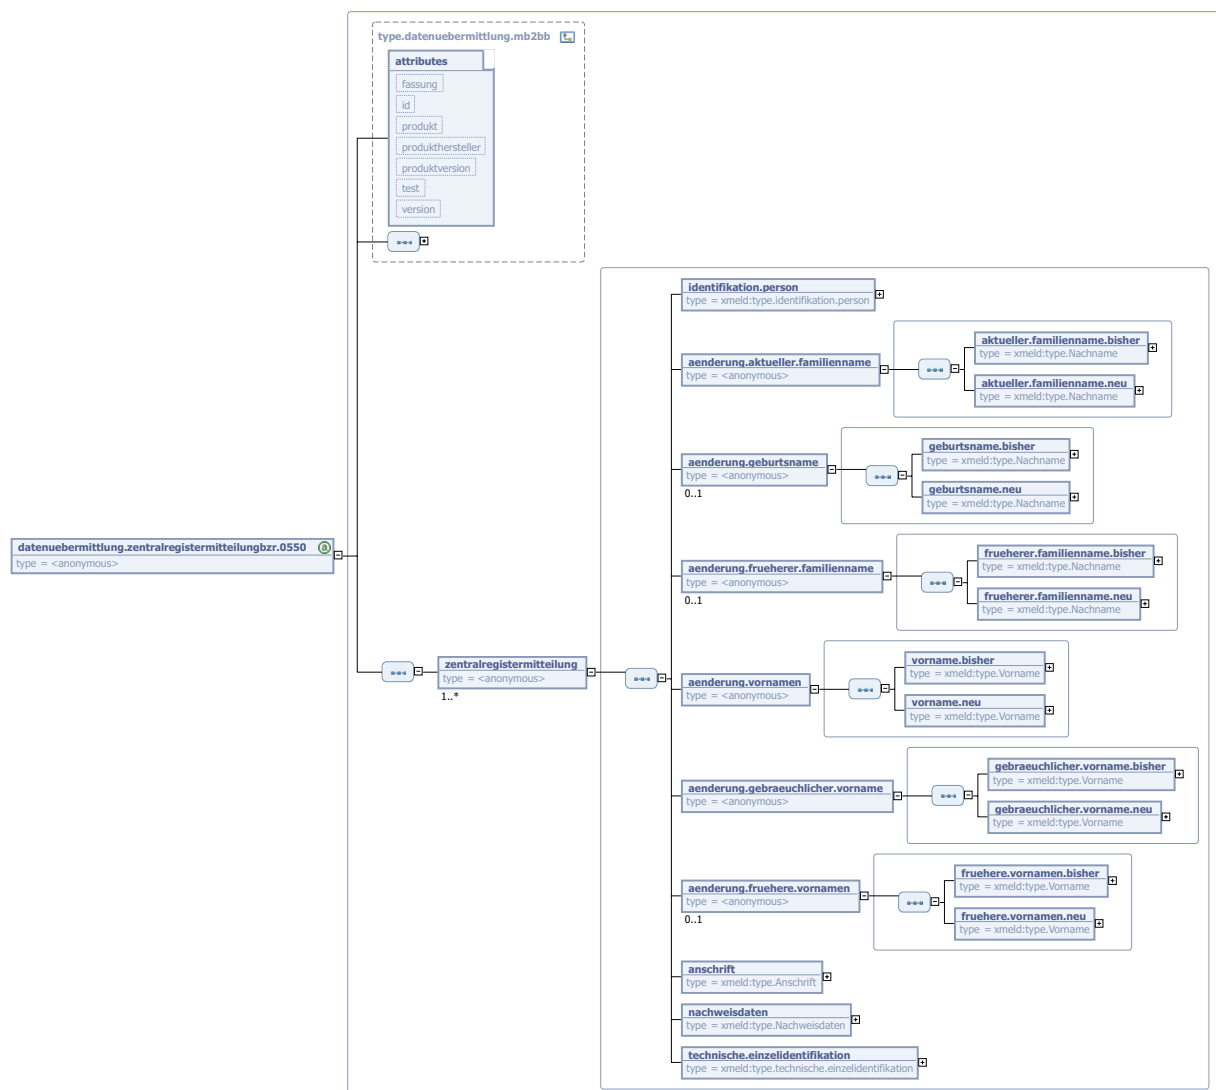 type.datenuebermittlung.mb2bb
attributes
fassung
id
produkt
produkthersteller
produktversion
test
version
identifikation.person
type = xmeld:type.identifikation.person
aenderung.aktueller.familienname
type = <anonymous>
aktueller.familienname.bisher
type = xmeld:type.Nachname
aktueller.familienname.neu
type = xmeld:type.Nachname
aenderung.geburtsname
type = <anonymous>
0..1
geburtsname.bisher
type = xmeld:type.Nachname
geburtsname.neu
type = xmeld:type.Nachname
datenuebermittlung.zentralregistermitteilungbzr.0550 a
type = <anonymous>
aenderung.frueherer.familienname
type = <anonymous>
0..1
frueherer.familienname.bisher
type = xmeld:type.Nachname
frueherer.familienname.neu
type = xmeld:type.Nachname
zentralregistermitteilung
type = <anonymous>
1..*
aenderung.vornamen
type = <anonymous>
vorname.bisher
type = xmeld:type.Vorname
vorname.neu
type = xmeld:type.Vorname
aenderung.gebraeuchlicher.vorname
type = <anonymous>
gebraeuchlicher.vorname.bisher
type = xmeld:type.Vorname
gebraeuchlicher.vorname.neu
type = xmeld:type.Vorname
aenderung.fruehere.vornamen
type = <anonymous>
0..1
fruehere.vornamen.bisher
type = xmeld:type.Vorname
fruehere.vornamen.neu
type = xmeld:type.Vorname
anschrift
type = xmeld:type.Anschrift
nachweisdaten
type = xmeld:type.Nachweisdaten
technische.einzelidentifikation
type = xmeld:type.technische.einzelidentifikation